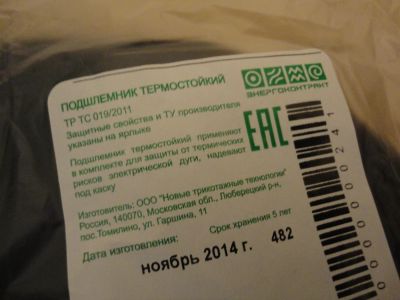 ЭНЕРГОКОНТРАКТ
ПОДШЛЕМНИК ТЕРМОСТОЙКИЙ
ТР ТС 019/2011
Защитные свойства и ТУ производителя
указаны на ярлыке
Подшлемник термостойкий применяют
в комплекте для защиты от термических
рисков электрической дуги, надевают
под каску
ЕАС
Изготовитель: ООО "Новые трикотажные технологии"
Россия, 140070, Московская обл., Люберецкий р-н,
пос.Томилино, ул. Гаршина, 11
Срок хранения 5 лет
Дата изготовления:
ноябрь 2014 г. 482
000241